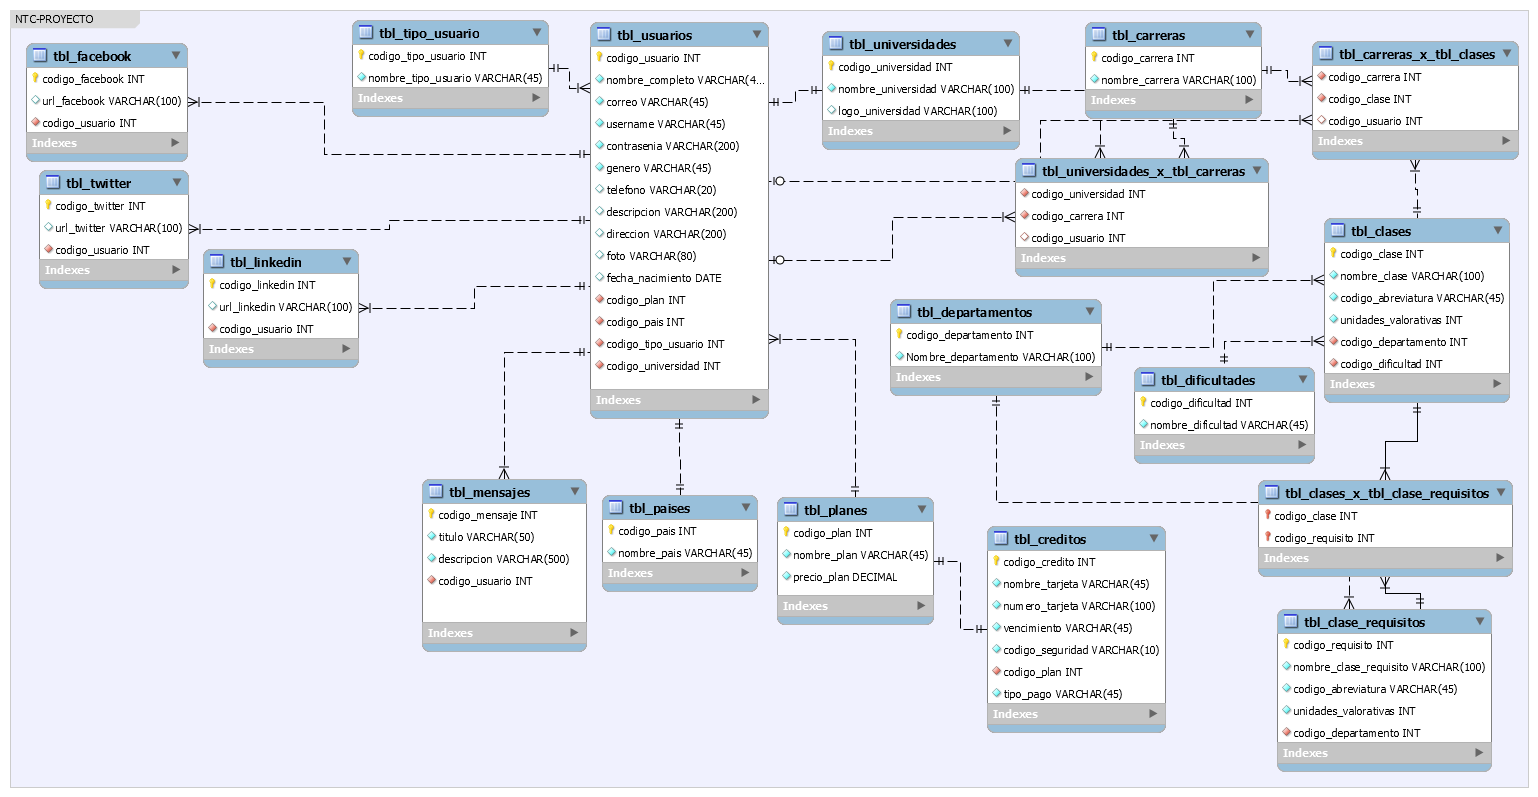 NTC-PROYECTO
tbl_facebook
codigo_facebook INT
url_facebook VARCHAR(100)
codigo_usuario INT
Indexes
tbl_twitter
codigo_twitter INT
url_twitter VARCHAR(100)
codigo_usuario INT
Indexes
tbl_linkedin
codigo_linkedin INT
url_linkedin VARCHAR(100)
codigo_usuario INT
Indexes
tbl_tipo_usuario
codigo_tipo_usuario INT
nombre_tipo_usuario VARCHAR(45)
Indexes
tbl_usuarios
codigo_usuario INT
nombre_completo VARCHAR(4...
correo VARCHAR(45)
username VARCHAR(45)
contrasenia VARCHAR(200)
genero VARCHAR(45)
telefono VARCHAR(20)
descripcion VARCHAR(200)
direccion VARCHAR(200)
foto VARCHAR(80)
fecha_nacimiento DATE
codigo_plan INT
codigo_pais INT
codigo_tipo_usuario INT
codigo_universidad INT
Indexes
tbl_universidades
codigo_universidad INT
nombre_universidad VARCHAR(100)
logo_universidad VARCHAR(100)
Indexes
tbl_carreras
codigo_carrera INT
nombre_carrera VARCHAR(100)
Indexes
tbl_carreras_x_tbl_clases
codigo_carrera INT
codigo_clase INT
codigo_usuario INT
Indexes
tbl_universidades_x_tbl_carreras
codigo_universidad INT
codigo_carrera INT
codigo_usuario INT
Indexes
tbl_clases
codigo_clase INT
nombre_clase VARCHAR(100)
codigo_abreviatura VARCHAR(45)
unidades_valorativas INT
codigo_departamento INT
codigo_dificultad INT
Indexes
tbl_departamentos
codigo_departamento INT
Nombre_departamento VARCHAR(100)
Indexes
tbl_dificultades
codigo_dificultad INT
nombre_dificultad VARCHAR(45)
Indexes
tbl_mensajes
codigo_mensaje INT
titulo VARCHAR(50)
descripcion VARCHAR(500)
codigo_usuario INT
Indexes
tbl_paises
codigo_pais INT
nombre_pais VARCHAR(45)
Indexes
tbl_planes
codigo_plan INT
nombre_plan VARCHAR(45)
precio_plan DECIMAL
Indexes
tbl_creditos
codigo_credito INT
nombre_tarjeta VARCHAR(45)
numero_tarjeta VARCHAR(100)
vencimiento VARCHAR(45)
codigo_seguridad VARCHAR(10)
codigo_plan INT
tipo_pago VARCHAR(45)
Indexes
tbl_clases_x_tbl_clase_requisitos
codigo_clase INT
codigo_requisito INT
Indexes
tbl_clase_requisitos
codigo_requisito INT
nombre_clase_requisito VARCHAR(100)
codigo_abreviatura VARCHAR(45)
unidades_valorativas INT
codigo_departamento INT
Indexes